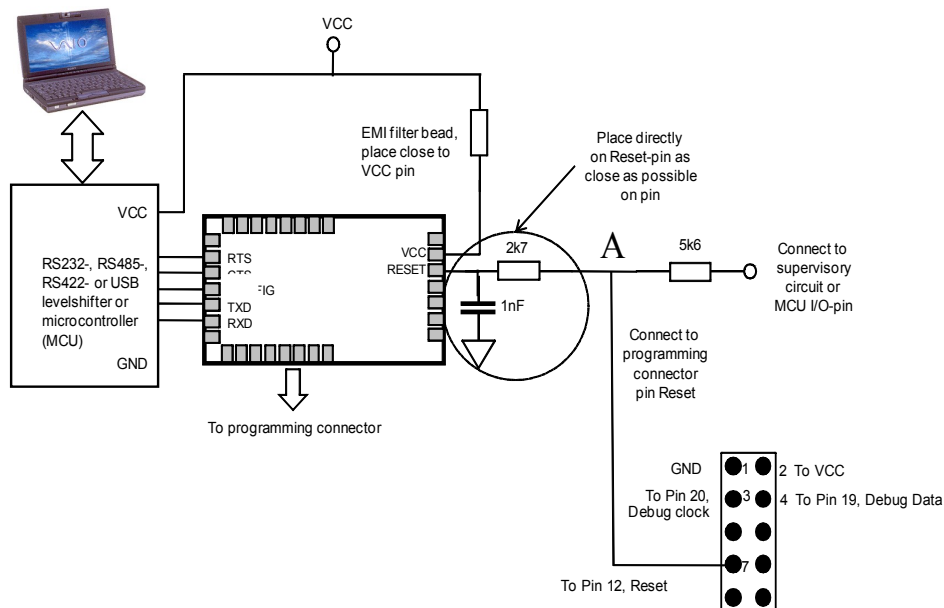 VCC
VAIO
EMI filter bead,
place close to
VCC pin
Place directly
on Reset-pin as
close as possible
on pin
VCC
RS232-, RS485-,
RS422- or USB
levelshifter or
microcontroller
(MCU)
GND
RTS
TXD
RXD
VCC
RESET
2k7
1nF
A
5k6
Connect to
supervisory
circuit or
MCU I/O-pin
Connect to
programming
connector
pin Reset
To programming connector
GND
1
2 To VCC
To Pin 20,
Debug clock
3
4 To Pin 19, Debug Data
7
To Pin 12, Reset